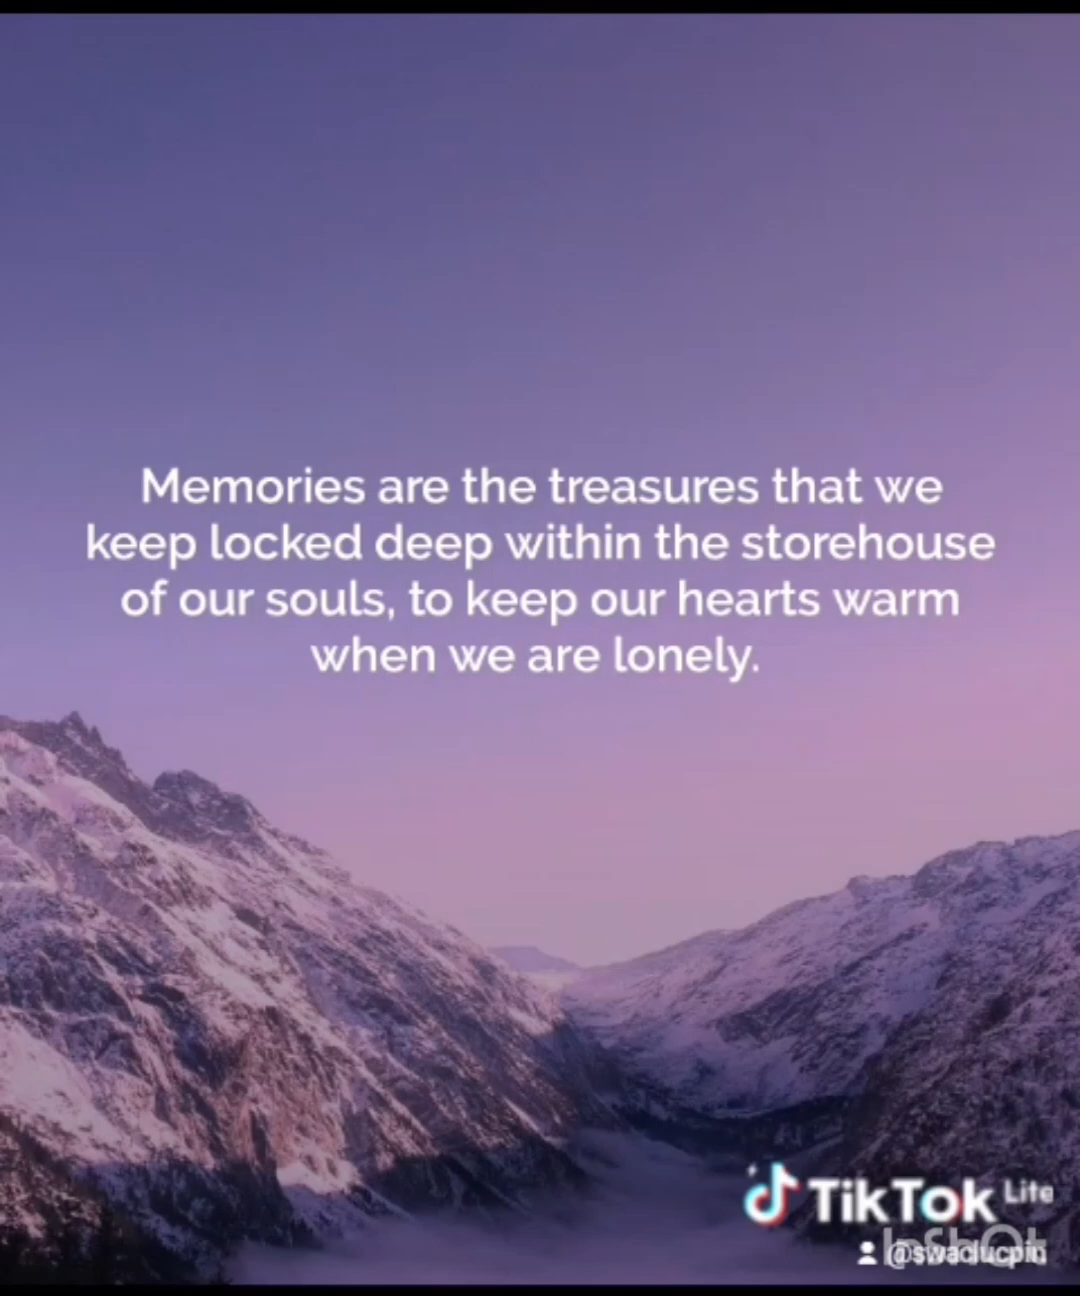 Memories are the treasures that we
keep locked deep within the storehouse
of our souls, to keep our hearts warm
when we are lonely.
TikTok Lite
InShOt